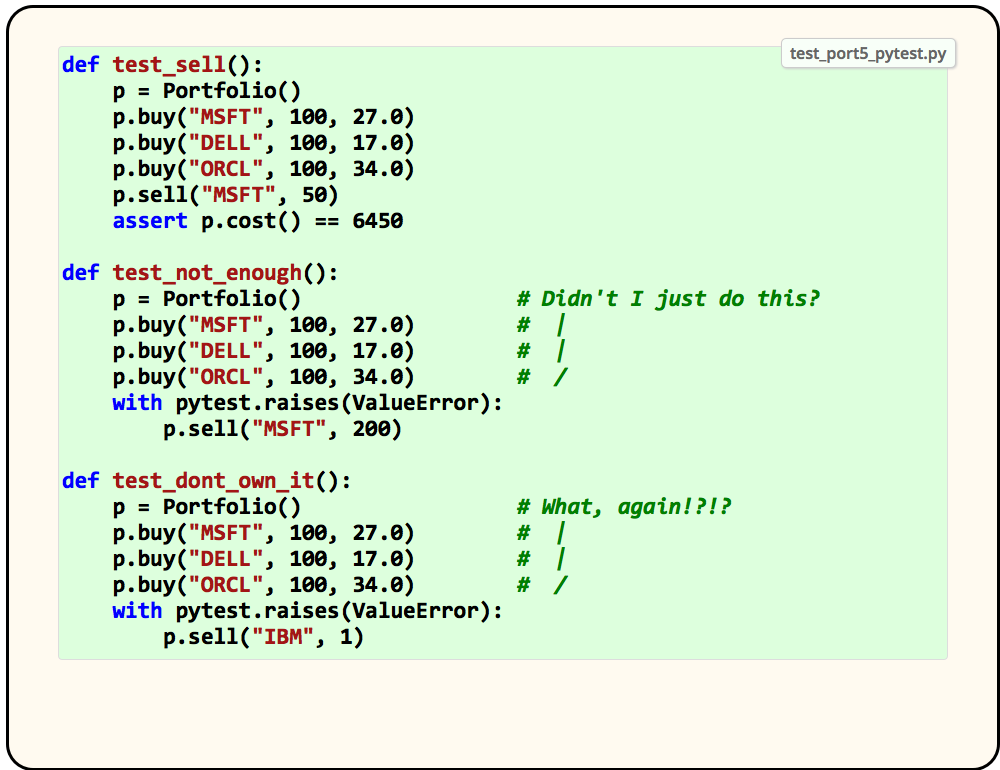 test_port5_pytest.py
def test_sell():
    p = Portfolio()
    p.buy("MSFT", 100, 27.0)
    p.buy("DELL", 100, 17.0)
    p.buy("ORCL", 100, 34.0)
    p.sell("MSFT", 50)
    assert p.cost() == 6450

def test_not_enough():
    p = Portfolio()                 # Didn't I just do this?
    p.buy("MSFT", 100, 27.0)        #  |
    p.buy("DELL", 100, 17.0)        #  |
    p.buy("ORCL", 100, 34.0)        #  /
    with pytest.raises(ValueError):
        p.sell("MSFT", 200)

def test_dont_own_it():
    p = Portfolio()                 # What, again!?!?
    p.buy("MSFT", 100, 27.0)        #  |
    p.buy("DELL", 100, 17.0)        #  |
    p.buy("ORCL", 100, 34.0)        #  /
    with pytest.raises(ValueError):
        p.sell("IBM", 1)